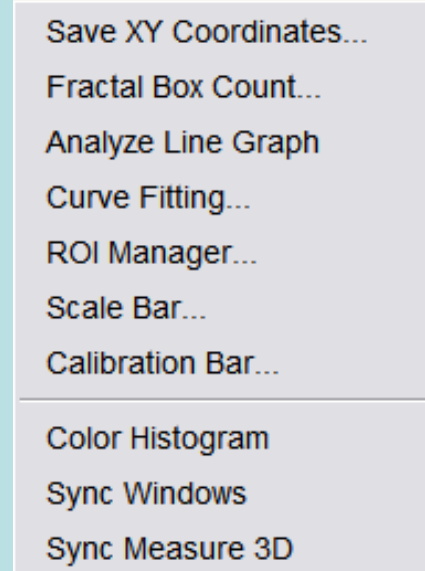 Save XY Coordinates...
Fractal Box Count...
Analyze Line Graph
Curve Fitting...
ROI Manager...
Scale Bar...
Calibration Bar...
Color Histogram
Sync Windows
Sync Measure 3D